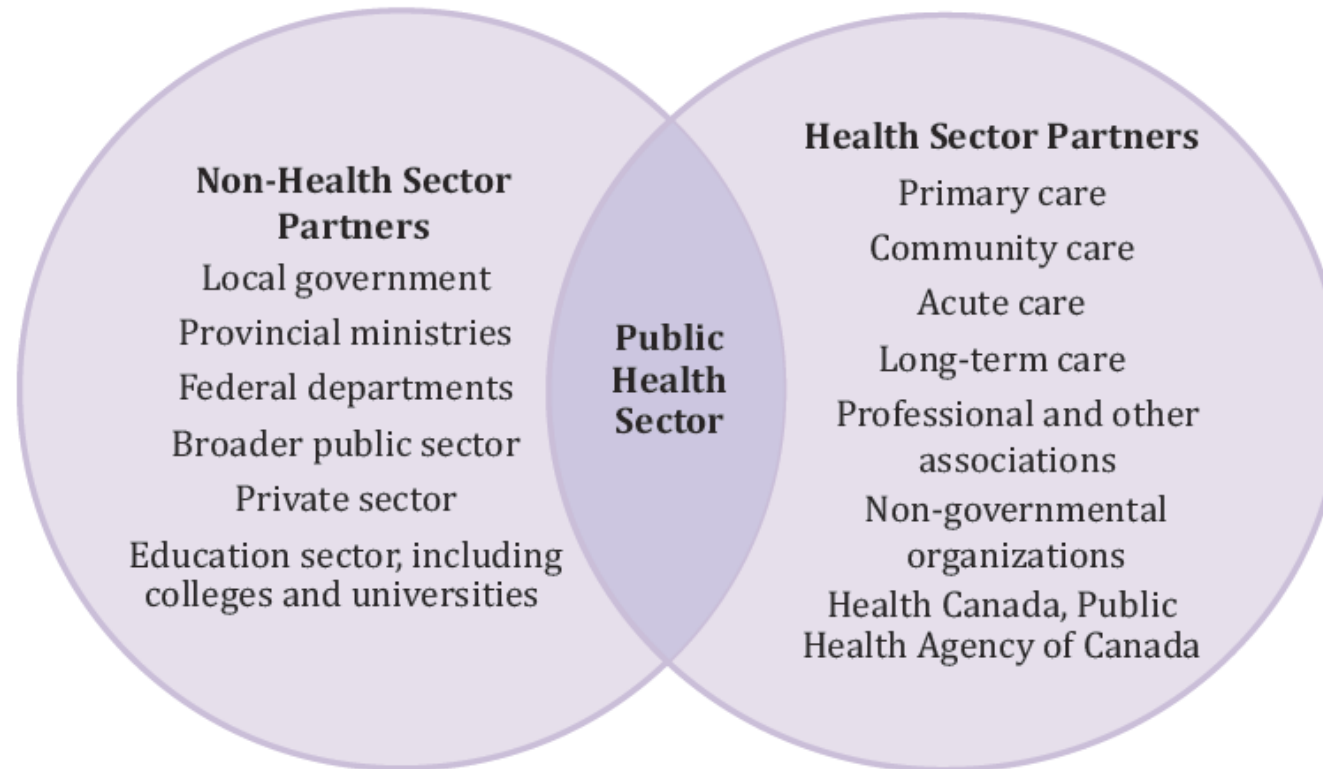 Non-Health Sector
Partners
Local government
Provincial ministries
Federal departments
Broader public sector
Private sector
Education sector, including
colleges and universities
Public
Health
Sector
Health Sector Partners
Primary care
Community care
Acute care
Long-term care
Professional and other
associations
Non-governmental
organizations
Health Canada, Public
Health Agency of Canada